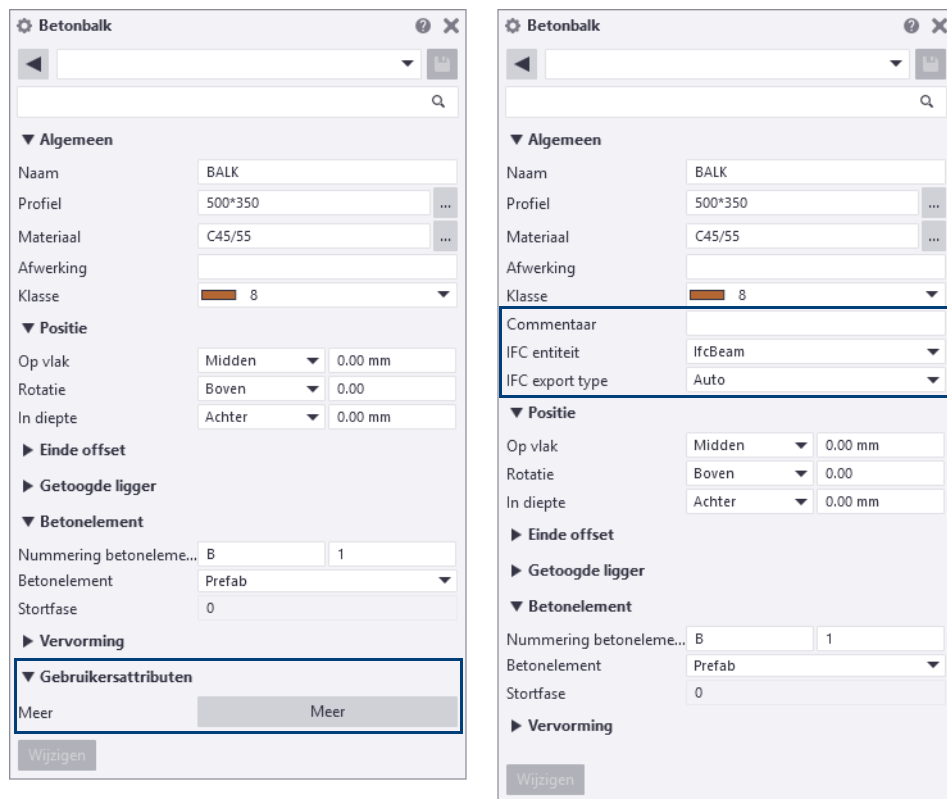 Betonbalk
Algemeen
Naam BALK
Profiel 500*350 ...
Materiaal C45/55 ...
Afwerking
Klasse 8
Positie
Op vlak Midden 0.00 mm
Rotatie Boven 0.00
In diepte Achter 0.00 mm
Einde offset
Getoogde ligger
Betonelement
Nummering betoneleme... B 1
Betonelement Prefab
Stortfase 0
Vervorming
Gebruikersattributen
Meer Meer
Wijzigen
Betonbalk
Algemeen
Naam BALK
Profiel 500*350 ...
Materiaal C45/55 ...
Afwerking
Klasse 8
Commentaar
IFC entiteit IfcBeam
IFC export type Auto
Positie
Op vlak Midden 0.00 mm
Rotatie Boven 0.00
In diepte Achter 0.00 mm
Einde offset
Getoogde ligger
Betonelement
Nummering betoneleme... B 1
Betonelement Prefab
Stortfase 0
Vervorming
Wijzigen